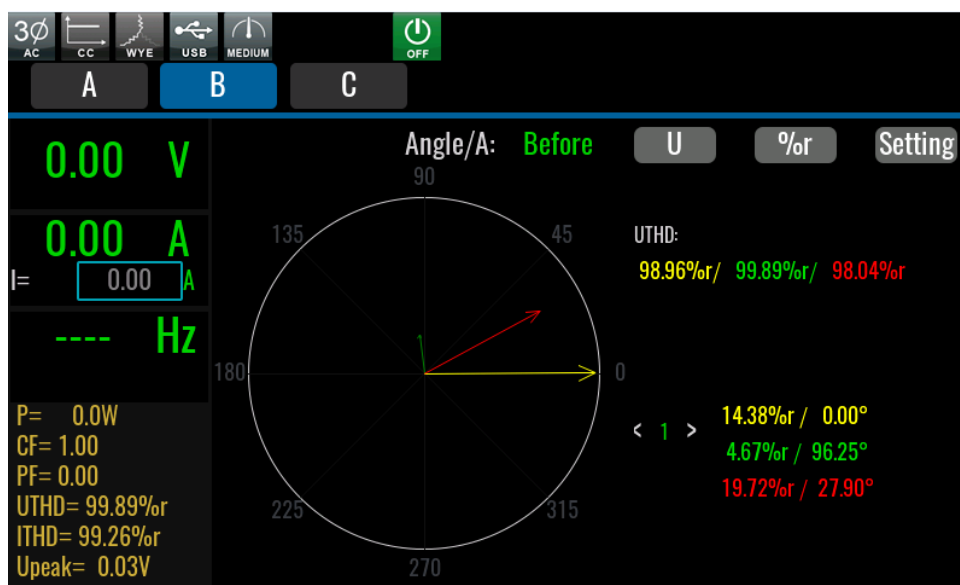 3Ø AC CC WYE USB MEDIUM OFF
A B C
Angle/A: Before U %r Setting
0.00 V
0.00 A
I= 0.00 A
---- Hz
P= 0.0W
CF= 1.00
PF= 0.00
UTHD= 99.89%r
ITHD= 99.26%r
Upeak= 0.03V
90
135 45
180 0
225 315
270
1
UTHD:
98.96%r/ 99.89%r/ 98.04%r
< 1 >
14.38%r / 0.00°
4.67%r / 96.25°
19.72%r / 27.90°